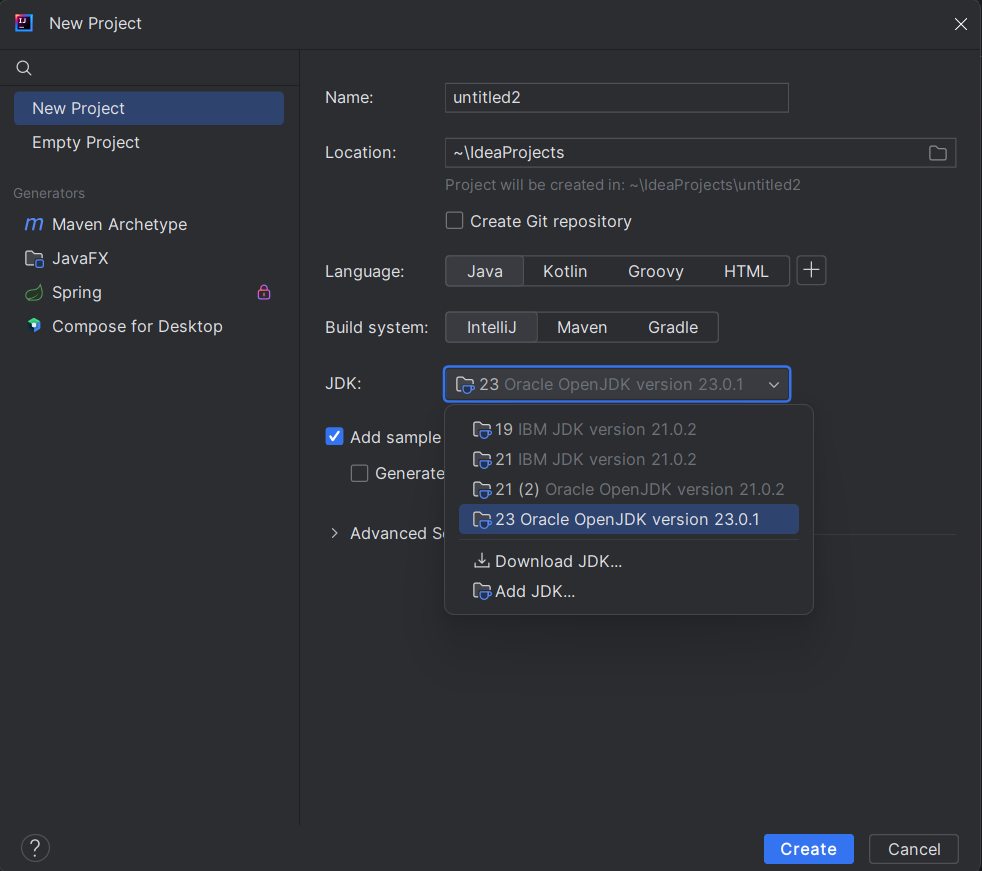 New Project
New Project
Empty Project
Generators
Maven Archetype
JavaFX
Spring
Compose for Desktop
Name: untitled2
Location: ~\IdeaProjects
Project will be created in: ~\IdeaProjects\untitled2
Create Git repository
Language: Java Kotlin Groovy HTML +
Build system: IntelliJ Maven Gradle
JDK: 23 Oracle OpenJDK version 23.0.1
19 IBM JDK version 21.0.2
21 IBM JDK version 21.0.2
21 (2) Oracle OpenJDK version 21.0.2
23 Oracle OpenJDK version 23.0.1
Download JDK...
Add JDK...
Add sample
Generate
Advanced S
? Create Cancel